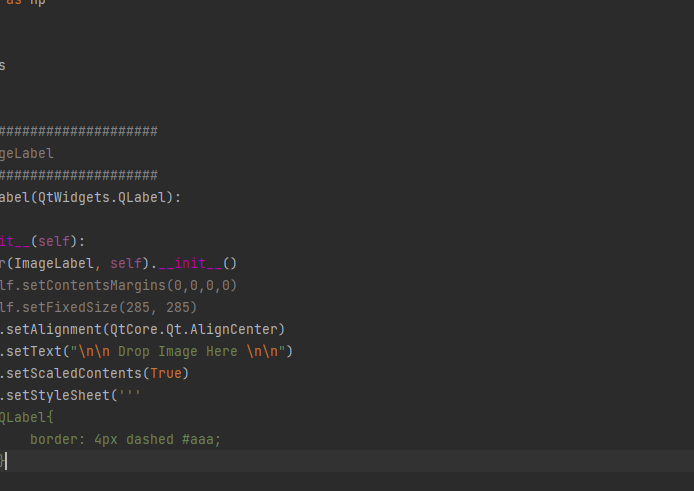 as np
s
####################
geLabel
####################
abel(QtWidgets.QLabel):
it__(self):
r(ImageLabel, self).__init__()
lf.setContentsMargins(0,0,0,0)
lf.setFixedSize(285, 285)
.setAlignment(QtCore.Qt.AlignCenter)
.setText("\n\n Drop Image Here \n\n")
.setScaledContents(True)
.setStyleSheet('''
QLabel{
border: 4px dashed #aaa;
}